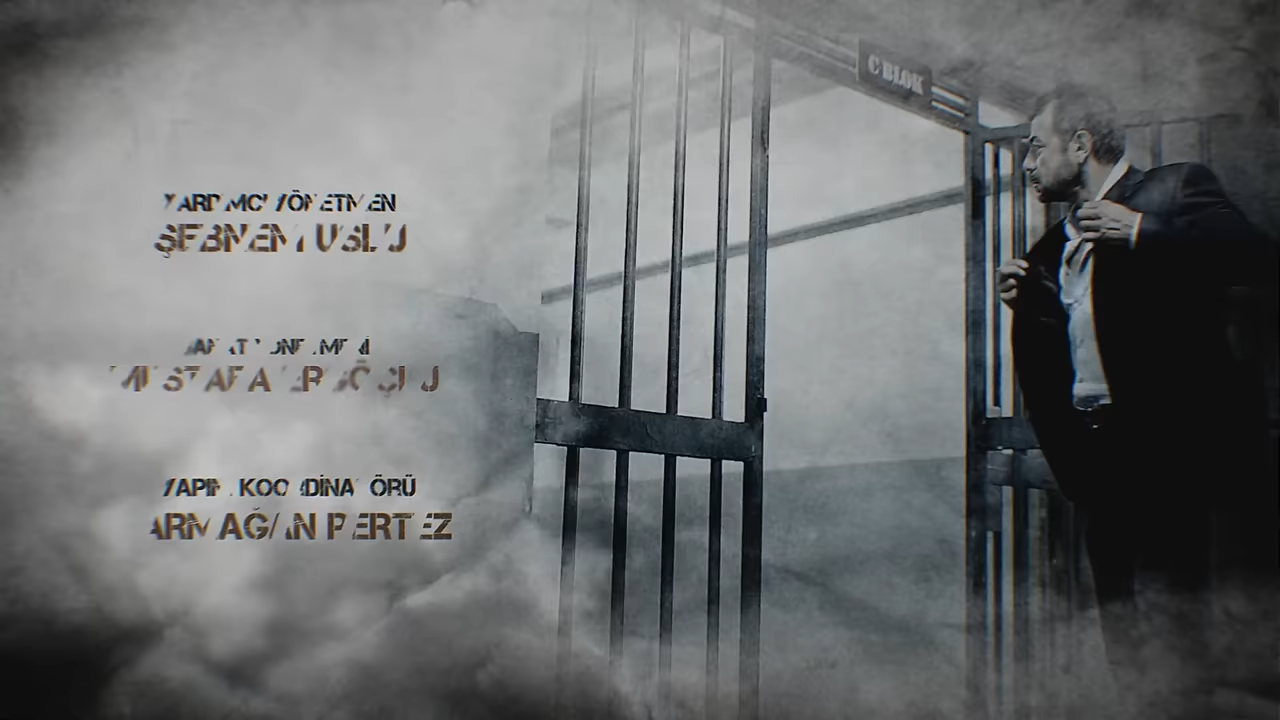 C BLOK
YARDIMCI YÖNETMEN
ŞEBNEM USLU
SANAT YÖNETMENİ
MUSTAFA
YAPIM KOORDİNATÖRÜ
ARMAĞAN PERTEZ